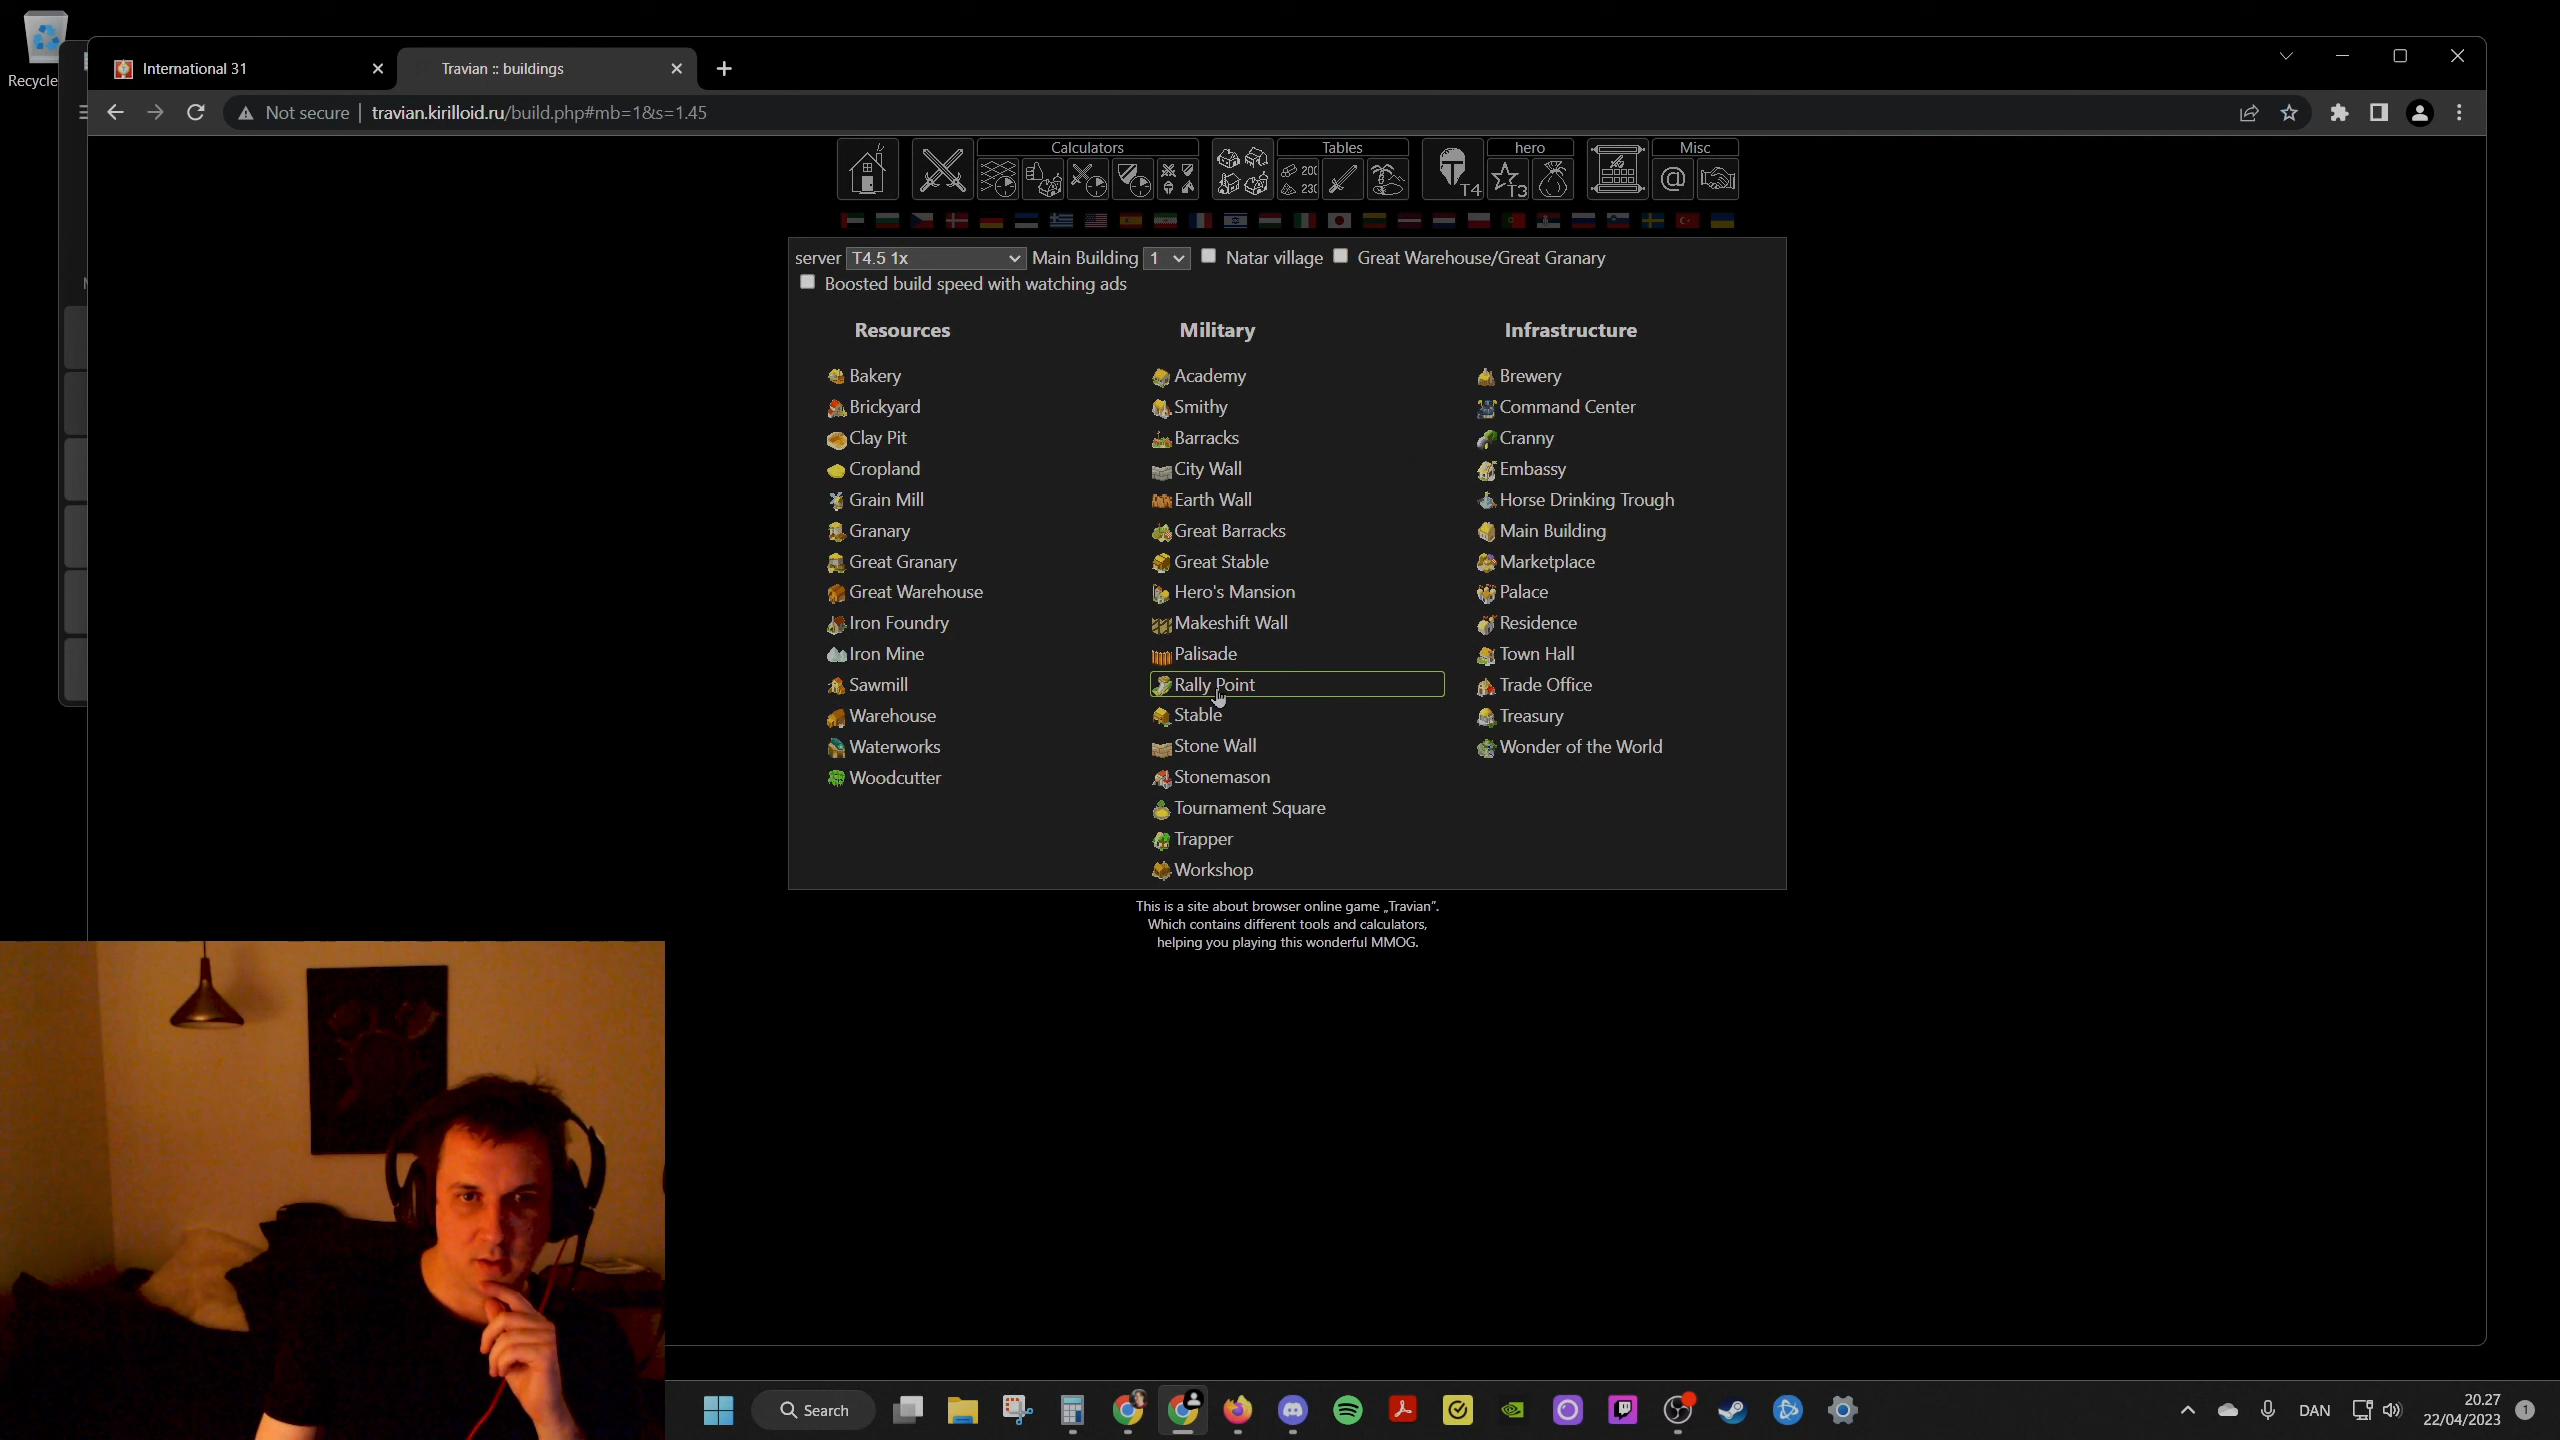 Recycle
International 31
Travian :: buildings
Not secure
travian.kirilloid.ru/build.php#mb=1&s=1.45
Calculators
Tables
hero
Misc
200
230
T4
T3
@
server T4.5 1x Main Building 1 Natar village Great Warehouse/Great Granary
Boosted build speed with watching ads
Resources
Bakery
Brickyard
Clay Pit
Cropland
Grain Mill
Granary
Great Granary
Great Warehouse
Iron Foundry
Iron Mine
Sawmill
Warehouse
Waterworks
Woodcutter
Military
Academy
Smithy
Barracks
City Wall
Earth Wall
Great Barracks
Great Stable
Hero's Mansion
Makeshift Wall
Palisade
Rally Point
Stable
Stone Wall
Stonemason
Tournament Square
Trapper
Workshop
Infrastructure
Brewery
Command Center
Cranny
Embassy
Horse Drinking Trough
Main Building
Marketplace
Palace
Residence
Town Hall
Trade Office
Treasury
Wonder of the World
This is a site about browser online game „Travian”.
Which contains different tools and calculators,
helping you playing this wonderful MMOG.
Search
DAN
20.27
22/04/2023
1